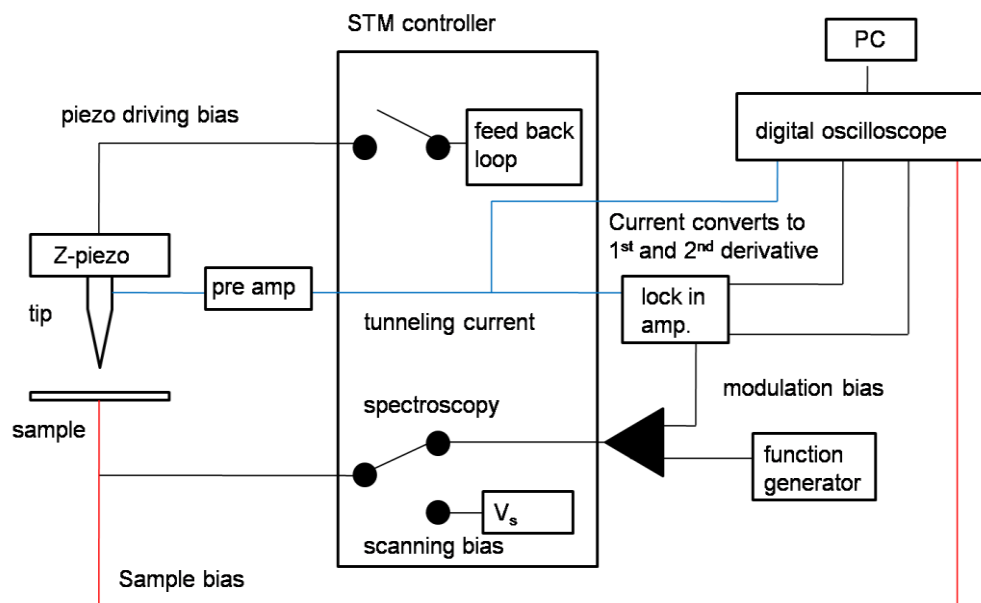 STM controller
PC
piezo driving bias
feed back
loop
digital oscilloscope
Z-piezo
Current converts to
1st and 2nd derivative
pre amp
lock in
amp.
tip
tunneling current
modulation bias
sample
spectroscopy
function
generator
Vs
scanning bias
Sample bias